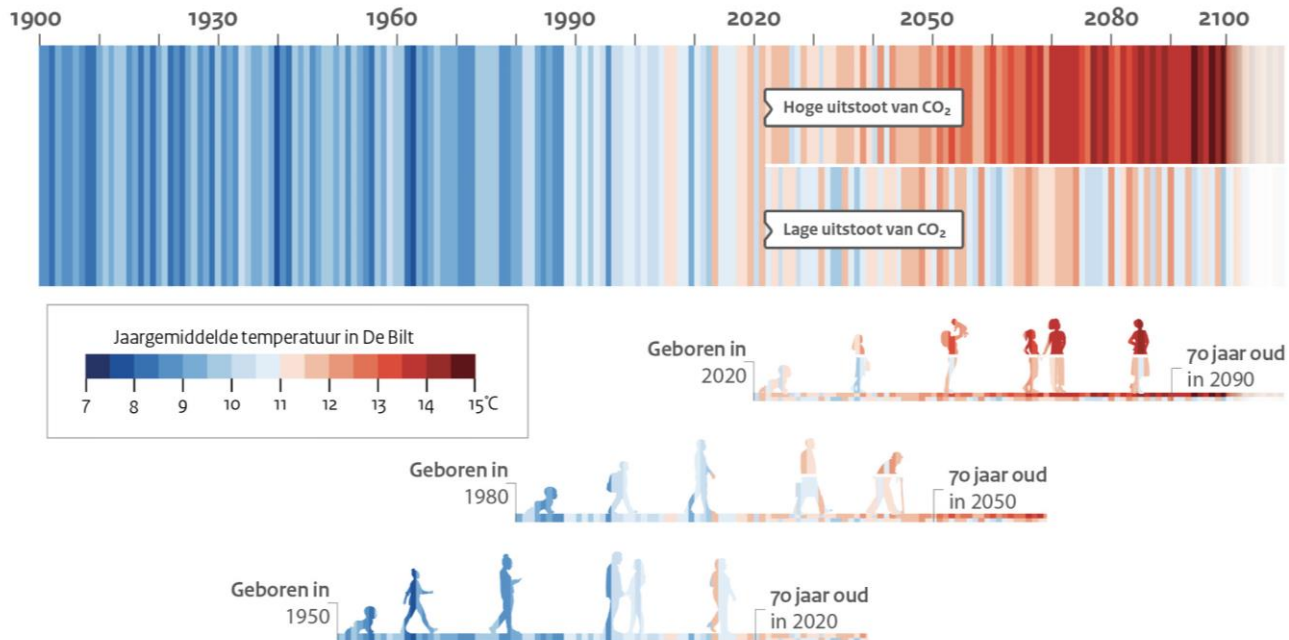 1900 1930 1960 1990 2020 2050 2080 2100
Hoge uitstoot van CO₂
Lage uitstoot van CO₂
Jaargemiddelde temperatuur in De Bilt
7 8 9 10 11 12 13 14 15°C
Geboren in
2020
70 jaar oud
in 2090
Geboren in
1980
70 jaar oud
in 2050
Geboren in
1950
70 jaar oud
in 2020